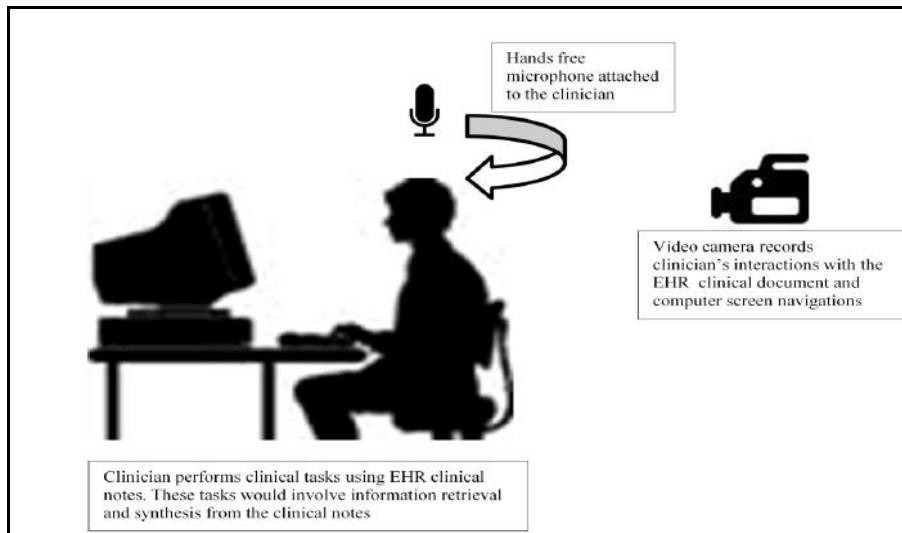 Hands free
microphone attached
to the clinician
Video camera records
clinician's interactions with the
EHR clinical document and
computer screen navigations
Clinician performs clinical tasks using EHR clinical
notes. These tasks would involve information retrieval
and synthesis from the clinical notes